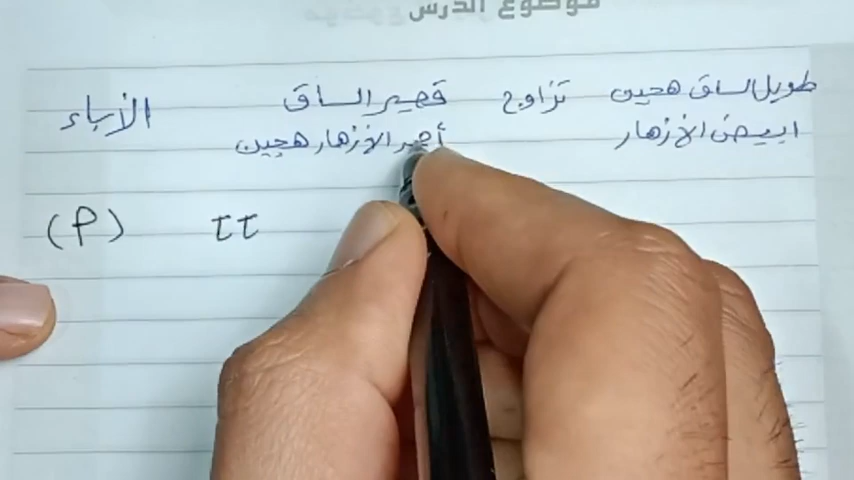 موضوع الدرس
طويل الساق هجين تزاوج قصير الساق الأباء
ابيض الأزهار أحمر الأزهار هجين
(P) tt